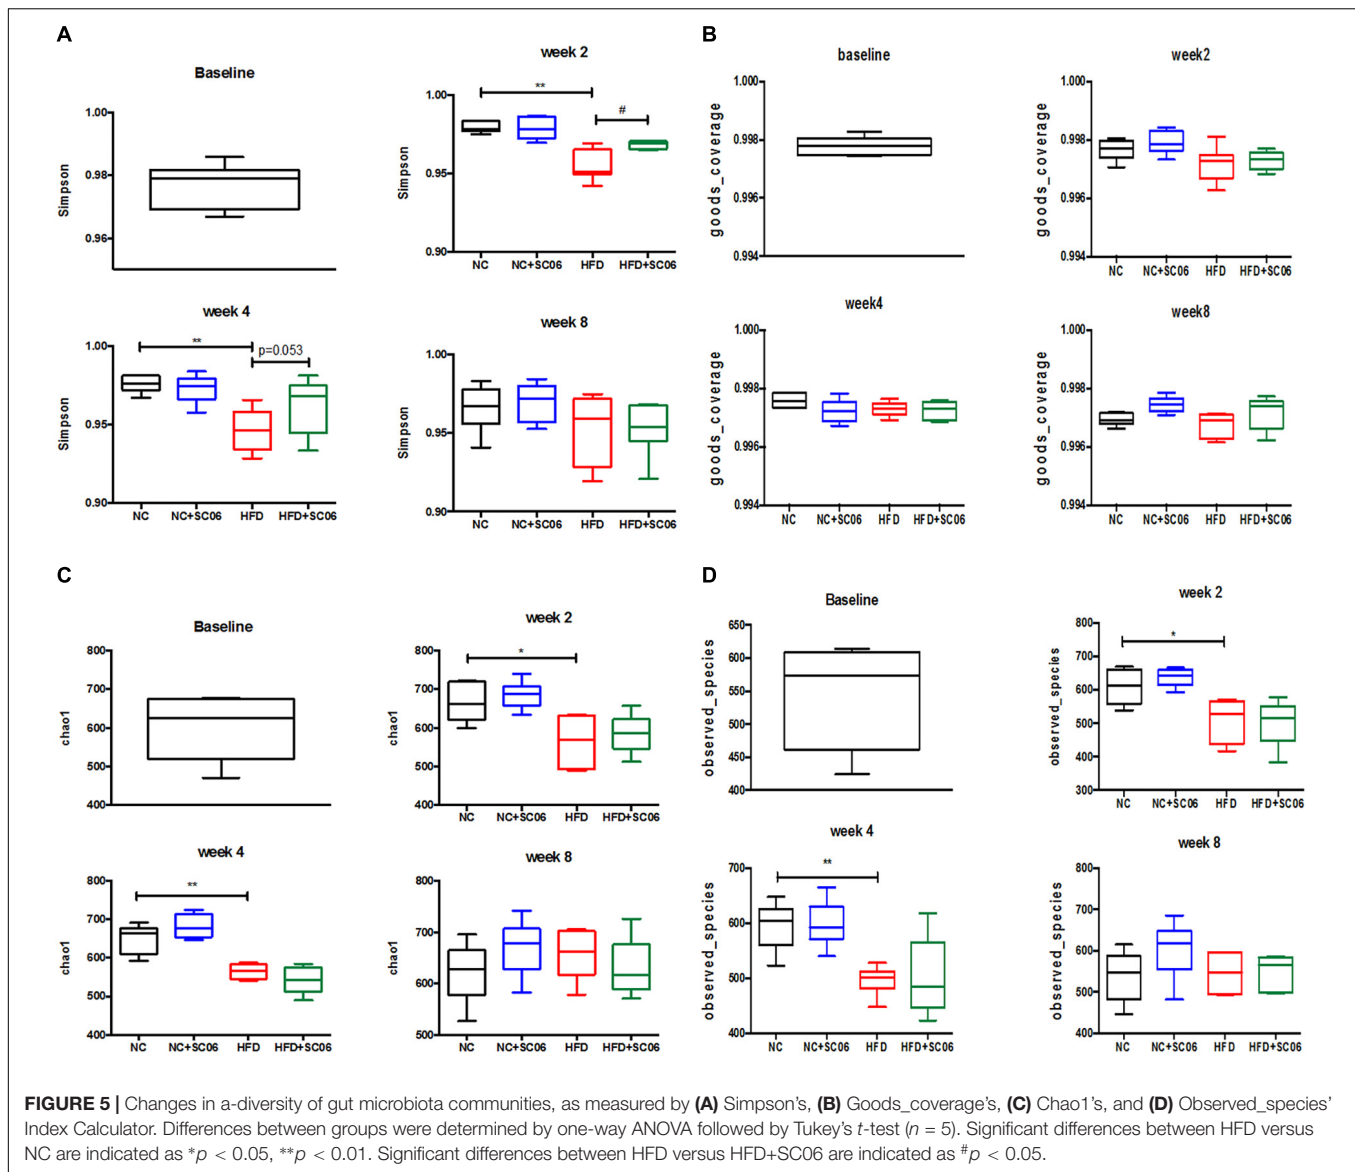 A
Baseline
1.00
0.98
0.96
Simpson
week 2
**
#
1.00
0.95
0.90
Simpson
NC NC+SC06 HFD HFD+SC06
week 4
**
p=0.053
1.00
0.95
0.90
Simpson
NC NC+SC06 HFD HFD+SC06
week 8
1.00
0.95
0.90
Simpson
NC NC+SC06 HFD HFD+SC06
B
baseline
1.000
0.998
0.996
0.994
goods_coverage
week2
1.000
0.998
0.996
0.994
goods_coverage
NC NC+SC06 HFD HFD+SC06
week4
1.000
0.998
0.996
0.994
goods_coverage
NC NC+SC06 HFD HFD+SC06
week8
1.000
0.998
0.996
0.994
goods_coverage
NC NC+SC06 HFD HFD+SC06
C
Baseline
800
700
600
500
400
chao1
week 2
*
800
700
600
500
400
chao1
NC NC+SC06 HFD HFD+SC06
week 4
**
800
700
600
500
400
chao1
NC NC+SC06 HFD HFD+SC06
week 8
800
700
600
500
chao1
NC NC+SC06 HFD HFD+SC06
D
Baseline
650
600
550
500
450
400
observed_species
week 2
*
800
700
600
500
400
300
observed_species
NC NC+SC06 HFD HFD+SC06
week 4
**
700
600
500
400
observed_species
NC NC+SC06 HFD HFD+SC06
week 8
800
700
600
500
400
observed_species
NC NC+SC06 HFD HFD+SC06
FIGURE 5 | Changes in a-diversity of gut microbiota communities, as measured by (A) Simpson's, (B) Goods_coverage's, (C) Chao1's, and (D) Observed_species'
Index Calculator. Differences between groups were determined by one-way ANOVA followed by Tukey's t-test (n = 5). Significant differences between HFD versus
NC are indicated as *p < 0.05, **p < 0.01. Significant differences between HFD versus HFD+SC06 are indicated as #p < 0.05.